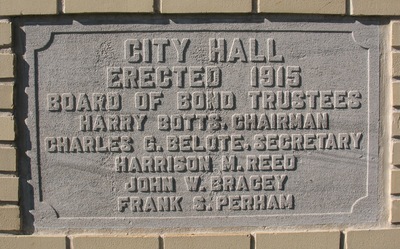 CITY HALL
ERECTED 1915
BOARD OF BOND TRUSTEES
HARRY BOTTS, CHAIRMAN
CHARLES G. BELOTE, SECRETARY
HARRISON M. REED
JOHN W. BRACEY
FRANK S. PERHAM